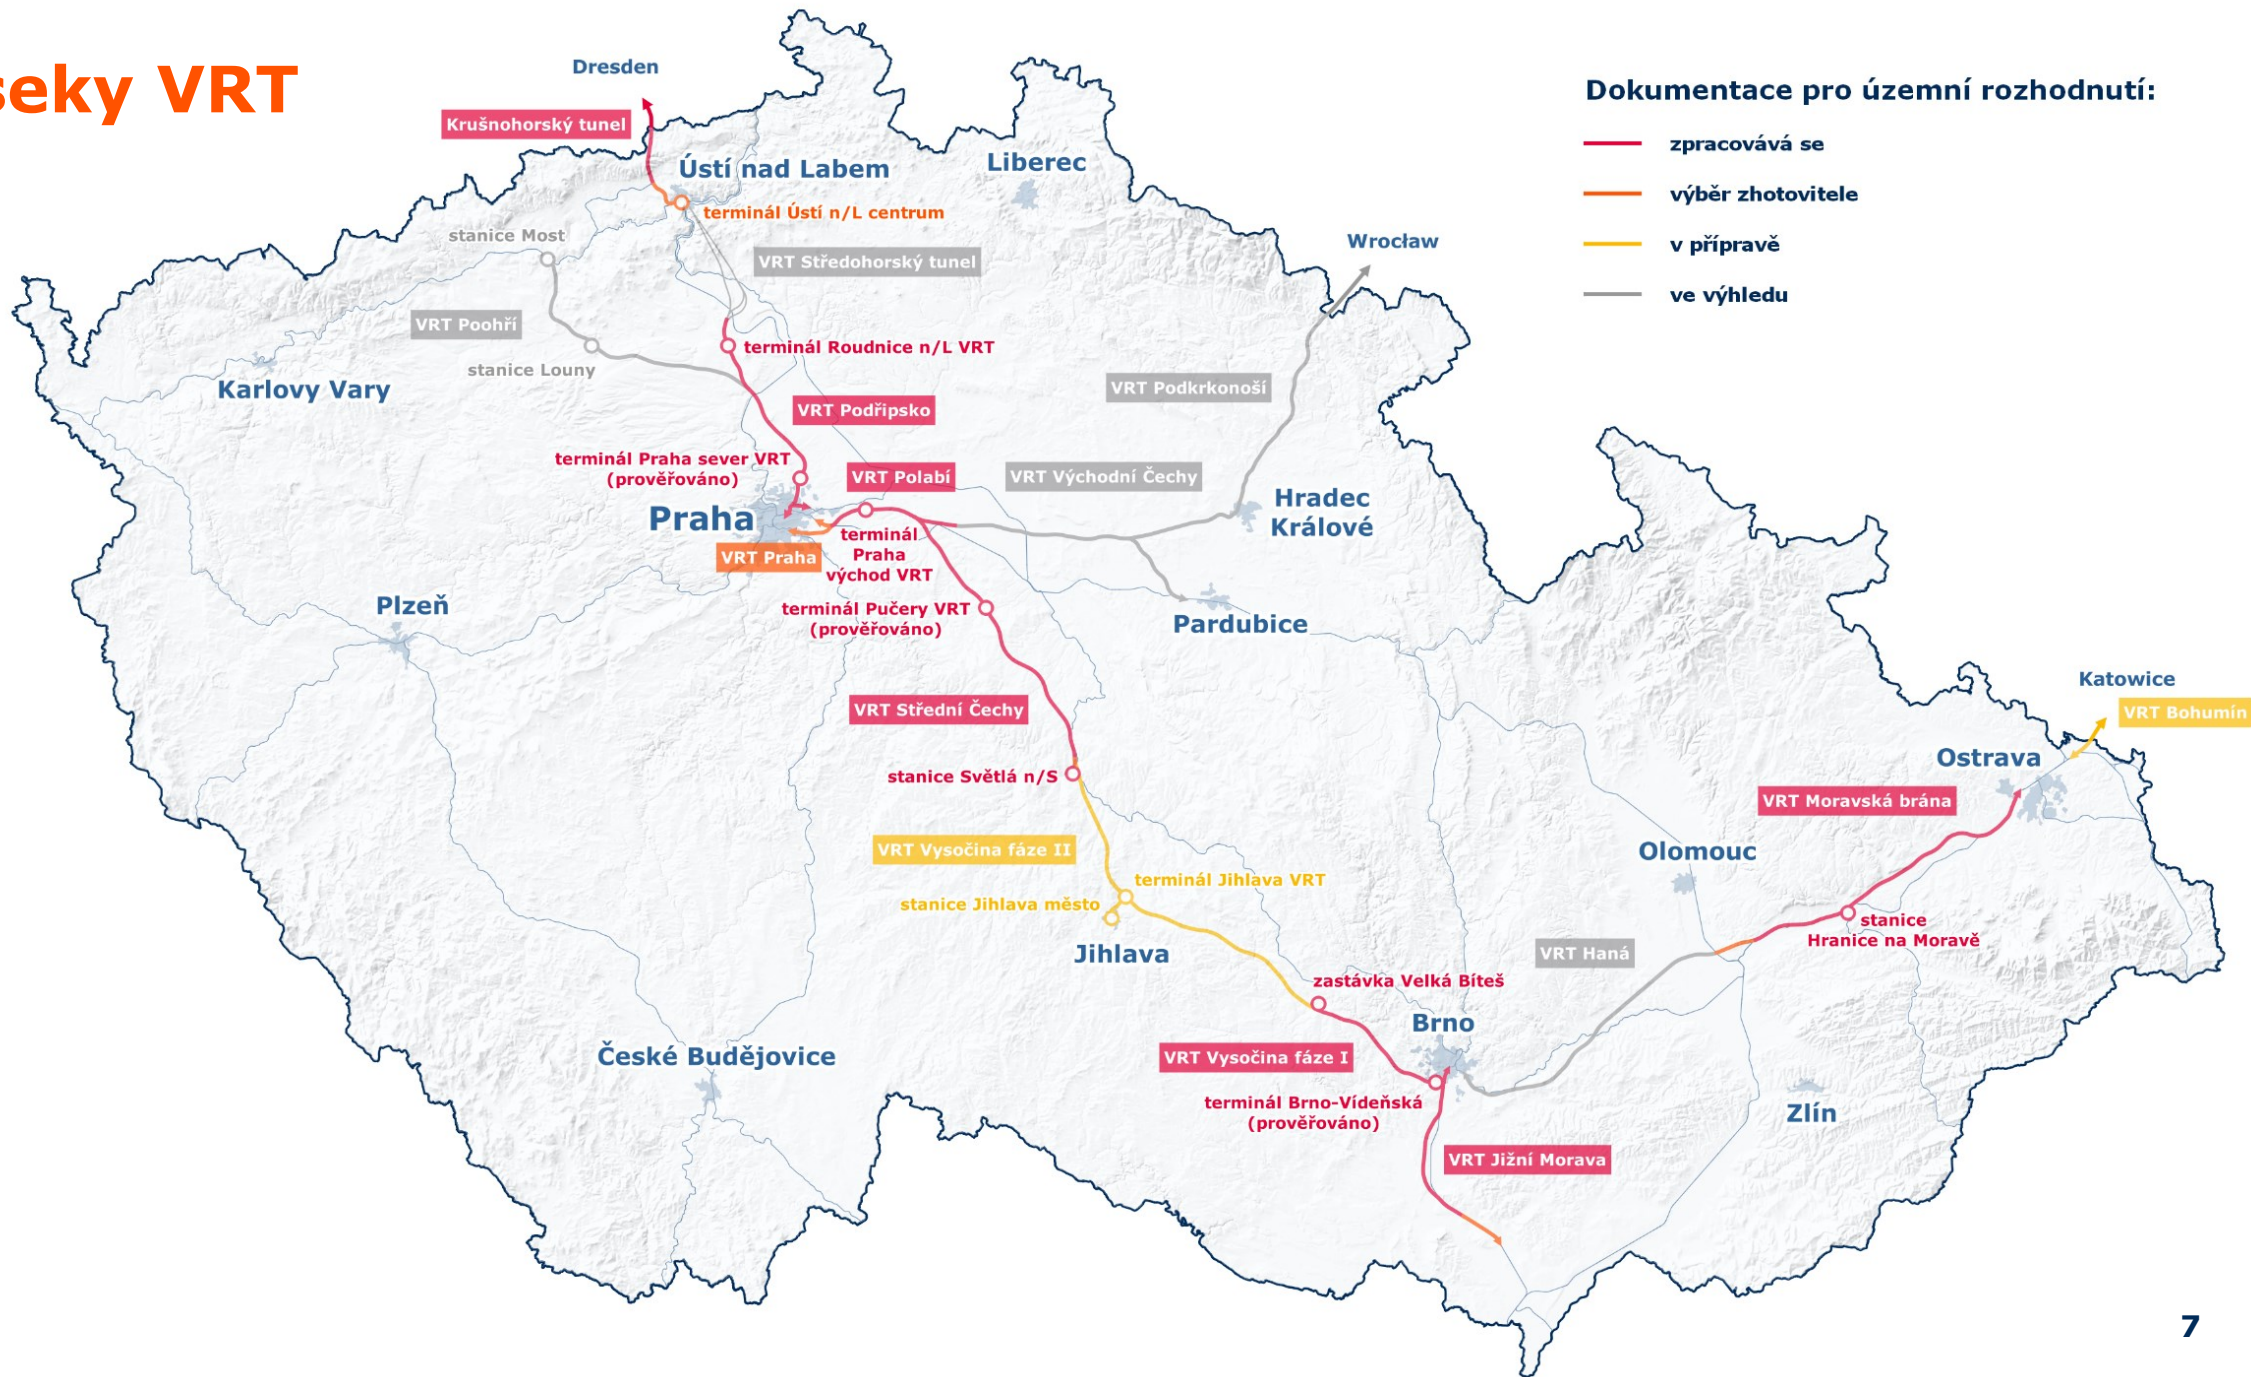 seky VRT
Dokumentace pro územní rozhodnutí:
zpracovává se
výběr zhotovitele
v přípravě
ve výhledu
Dresden
Krušnohorský tunel
Ústí nad Labem
Liberec
terminál Ústí n/L centrum
stanice Most
VRT Středohorský tunel
Wrocław
VRT Poohří
terminál Roudnice n/L VRT
stanice Louny
Karlovy Vary
VRT Podkrkonoší
VRT Podřipsko
terminál Praha sever VRT
(prověřováno)
VRT Polabí
VRT Východní Čechy
Hradec
Králové
Praha
VRT Praha
terminál
Praha
východ VRT
Plzeň
terminál Pučery VRT
(prověřováno)
Pardubice
Katowice
VRT Bohumín
VRT Střední Čechy
Ostrava
stanice Světlá n/S
VRT Moravská brána
VRT Vysočina fáze II
Olomouc
terminál Jihlava VRT
stanice Jihlava město
stanice
Hranice na Moravě
Jihlava
VRT Haná
zastávka Velká Bíteš
Brno
České Budějovice
VRT Vysočina fáze I
terminál Brno-Vídeňská
(prověřováno)
Zlín
VRT Jižní Morava
7